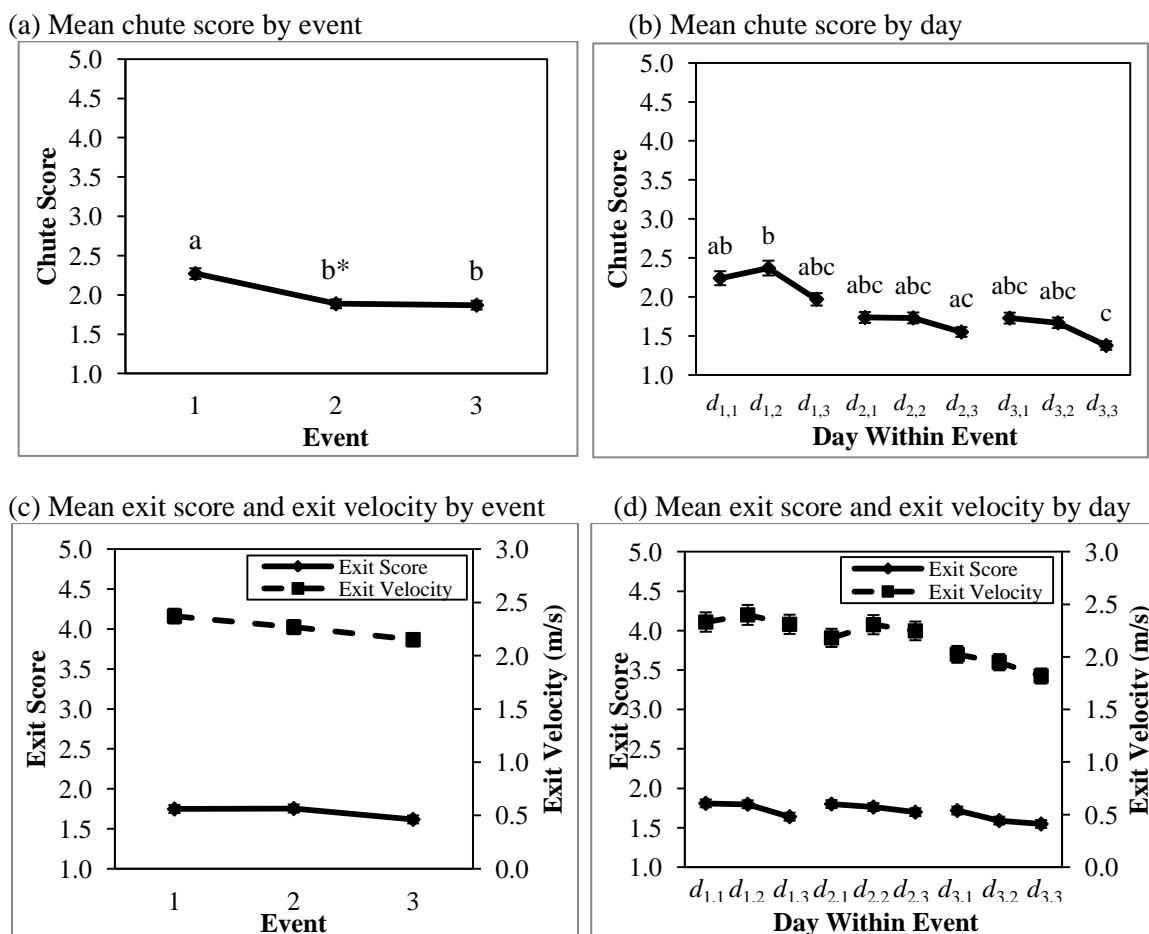 (a) Mean chute score by event
5.0
4.5
4.0
3.5
3.0
2.5
2.0
1.5
1.0
Chute Score
a
b*
b
1 2 3
Event
(b) Mean chute score by day
5.0
4.5
4.0
3.5
3.0
2.5
2.0
1.5
1.0
Chute Score
ab b abc abc abc ac abc abc c
d1,1 d1,2 d1,3 d2,1 d2,2 d2,3 d3,1 d3,2 d3,3
Day Within Event
(c) Mean exit score and exit velocity by event
5.0
4.5
4.0
3.5
3.0
2.5
2.0
1.5
1.0
Exit Score
Exit Score
Exit Velocity
3.0
2.5
2.0
1.5
1.0
0.5
0.0
Exit Velocity (m/s)
1 2 3
Event
(d) Mean exit score and exit velocity by day
5.0
4.5
4.0
3.5
3.0
2.5
2.0
1.5
1.0
Exit Score
Exit Score
Exit Velocity
3.0
2.5
2.0
1.5
1.0
0.5
0.0
Exit Velocity (m/s)
d1,1 d1,2 d1,3 d2,1 d2,2 d2,3 d3,1 d3,2 d3,3
Day Within Event